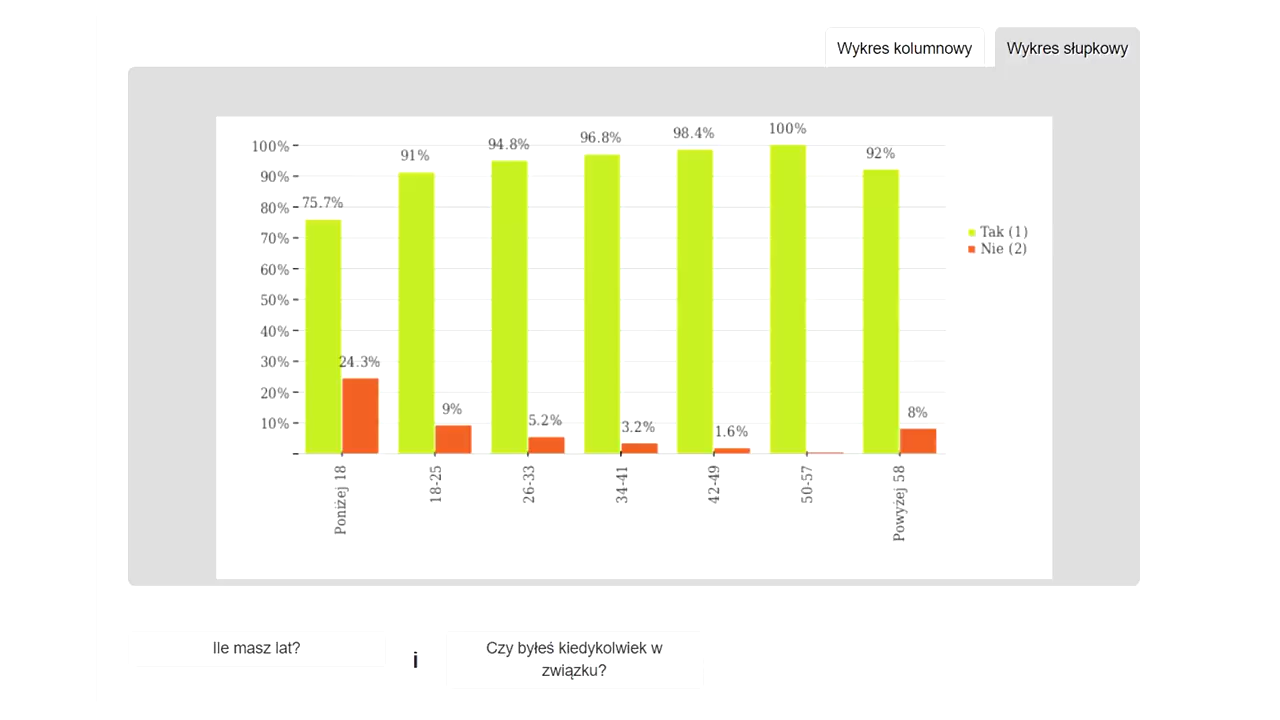 Wykres kolumnowy
Wykres słupkowy
100%
90%
80%
70%
60%
50%
40%
30%
20%
10%
75.7%
24.3%
91%
9%
94.8%
5.2%
96.8%
3.2%
98.4%
1.6%
100%
92%
8%
Tak (1)
Nie (2)
Poniżej 18
18-25
26-33
34-41
42-49
50-57
Powyżej 58
Ile masz lat?
i
Czy byłeś kiedykolwiek w
związku?